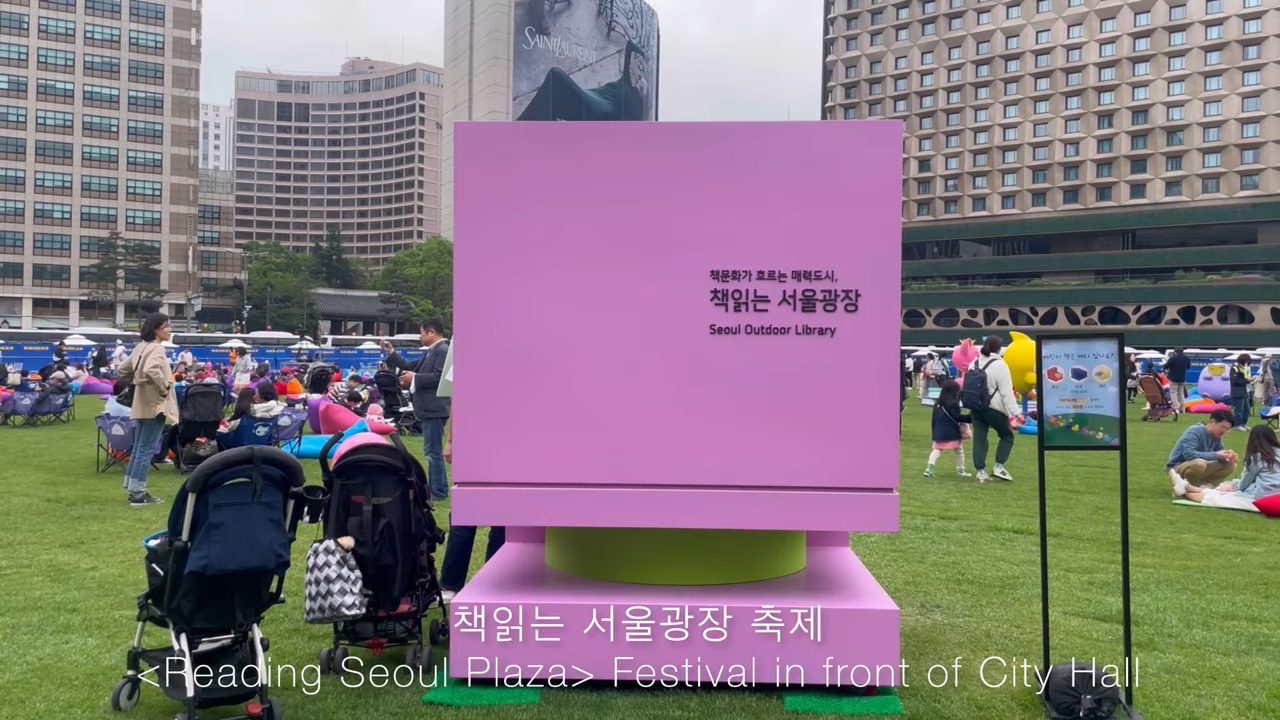 SAINT LAURENT
책문화가 흐르는 매력도시,
책읽는 서울광장
Seoul Outdoor Library
책읽는 서울광장 축제
<Reading Seoul Plaza> Festival in front of City Hall